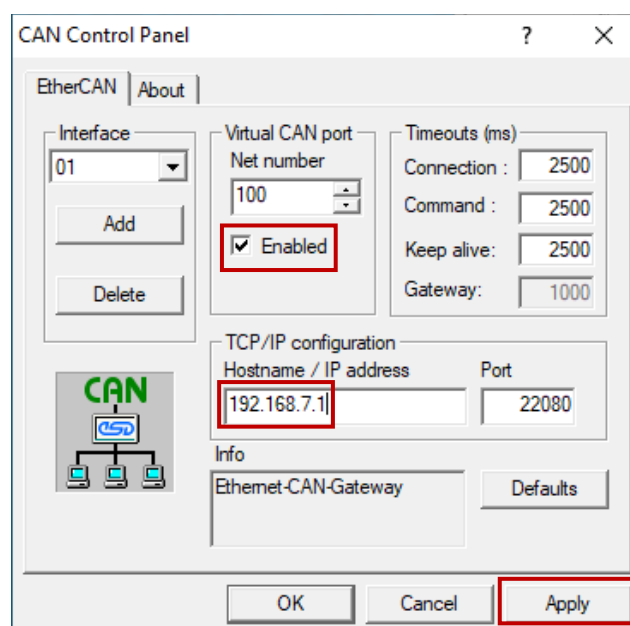 CAN Control Panel
?
EtherCAN
About
Interface
01
Add
Delete
Virtual CAN port
Net number
100
Enabled
Timeouts (ms)
Connection : 2500
Command : 2500
Keep alive: 2500
Gateway: 1000
TCP/IP configuration
Hostname / IP address Port
192.168.7.1 22080
CAN
esd
Info
Ethernet-CAN-Gateway
Defaults
OK
Cancel
Apply